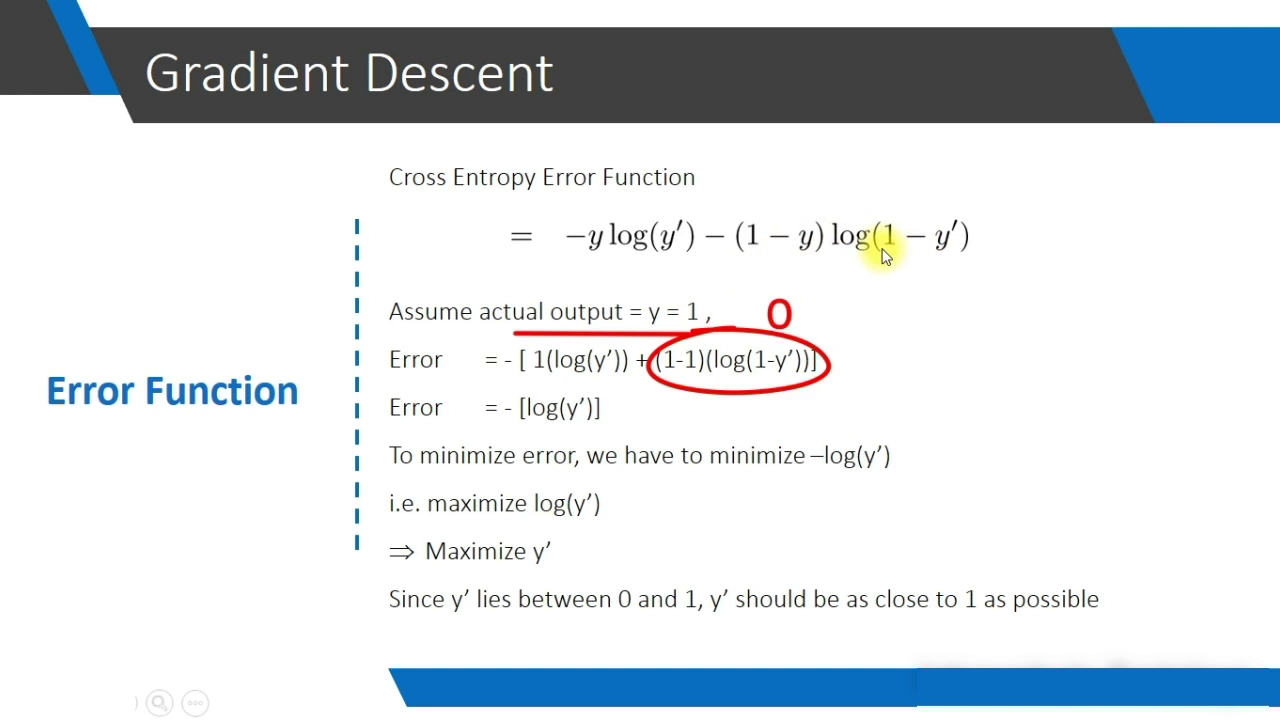 Gradient Descent
Cross Entropy Error Function
= −y log(y′) − (1 − y) log(1 − y′)
Assume actual output = y = 1 ,
0
Error = - [ 1(log(y’)) + (1-1)(log(1-y’))]
Error = - [log(y’)]
Error Function
To minimize error, we have to minimize –log(y’)
i.e. maximize log(y’)
⇒ Maximize y’
Since y’ lies between 0 and 1, y’ should be as close to 1 as possible